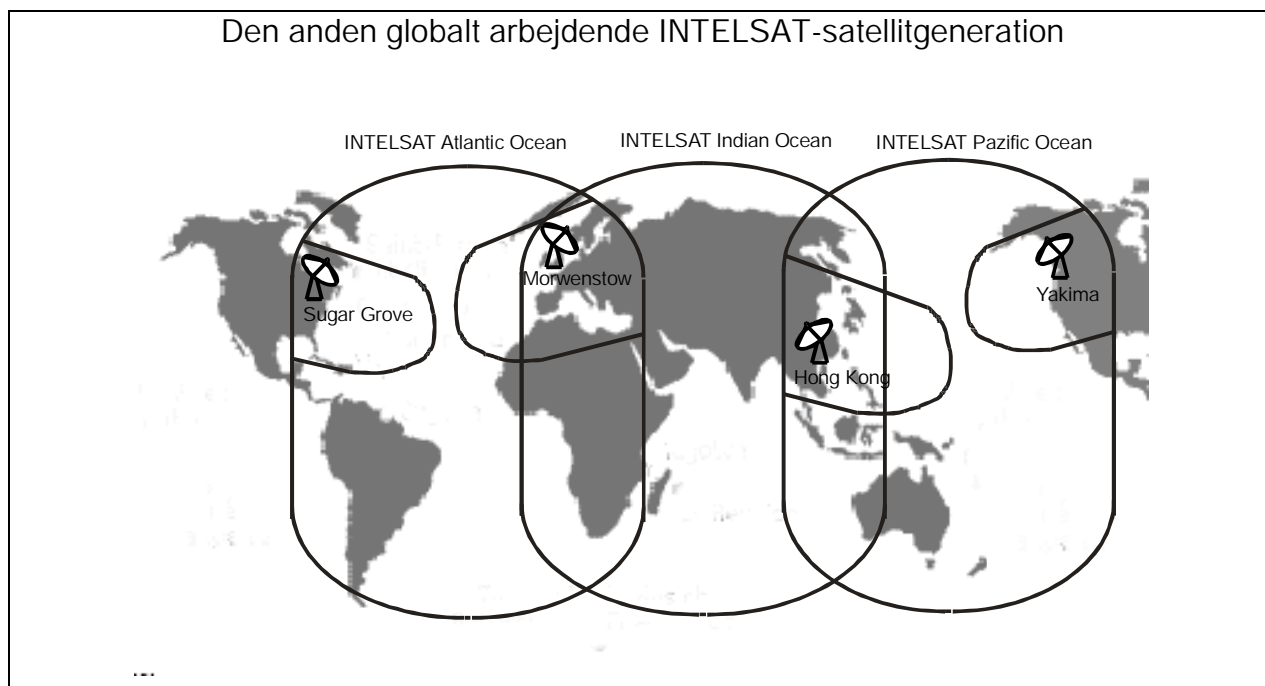 Den anden globalt arbejdende INTELSAT-satellitgeneration
INTELSAT Atlantic Ocean
INTELSAT Indian Ocean
INTELSAT Pazific Ocean
Morwenstow
Sugar Grove
Yakima
Hong Kong